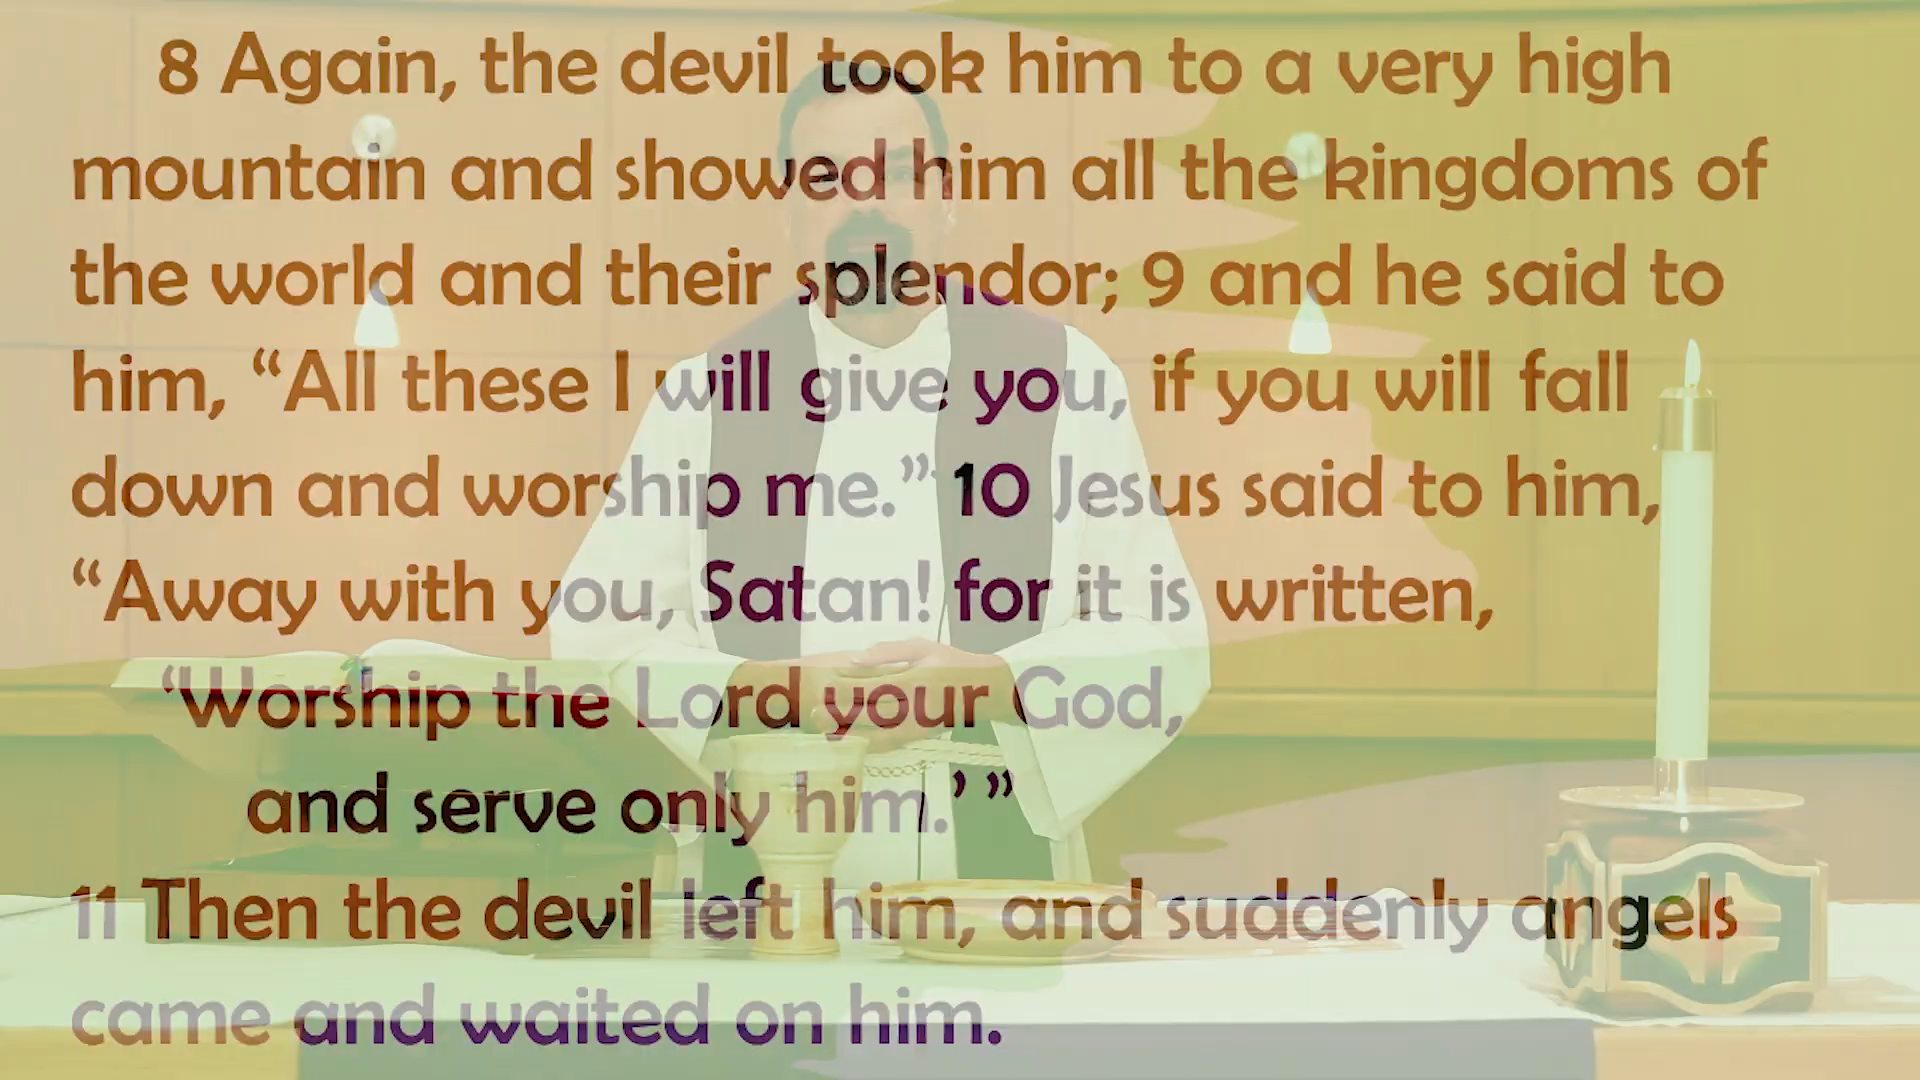 8 Again, the devil took him to a very high
mountain and showed him all the kingdoms of
the world and their splendor; 9 and he said to
him, “All these I will give you, if you will fall
down and worship me.” 10 Jesus said to him,
“Away with you, Satan! for it is written,
‘Worship the Lord your God,
and serve only him.’ ”
11 Then the devil left him, and suddenly angels
came and waited on him.